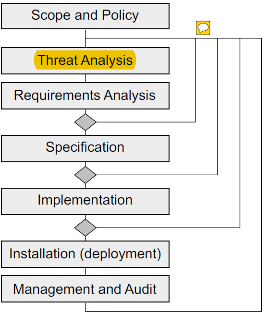 Scope and Policy
Threat Analysis
Requirements Analysis
Specification
Implementation
Installation (deployment)
Management and Audit